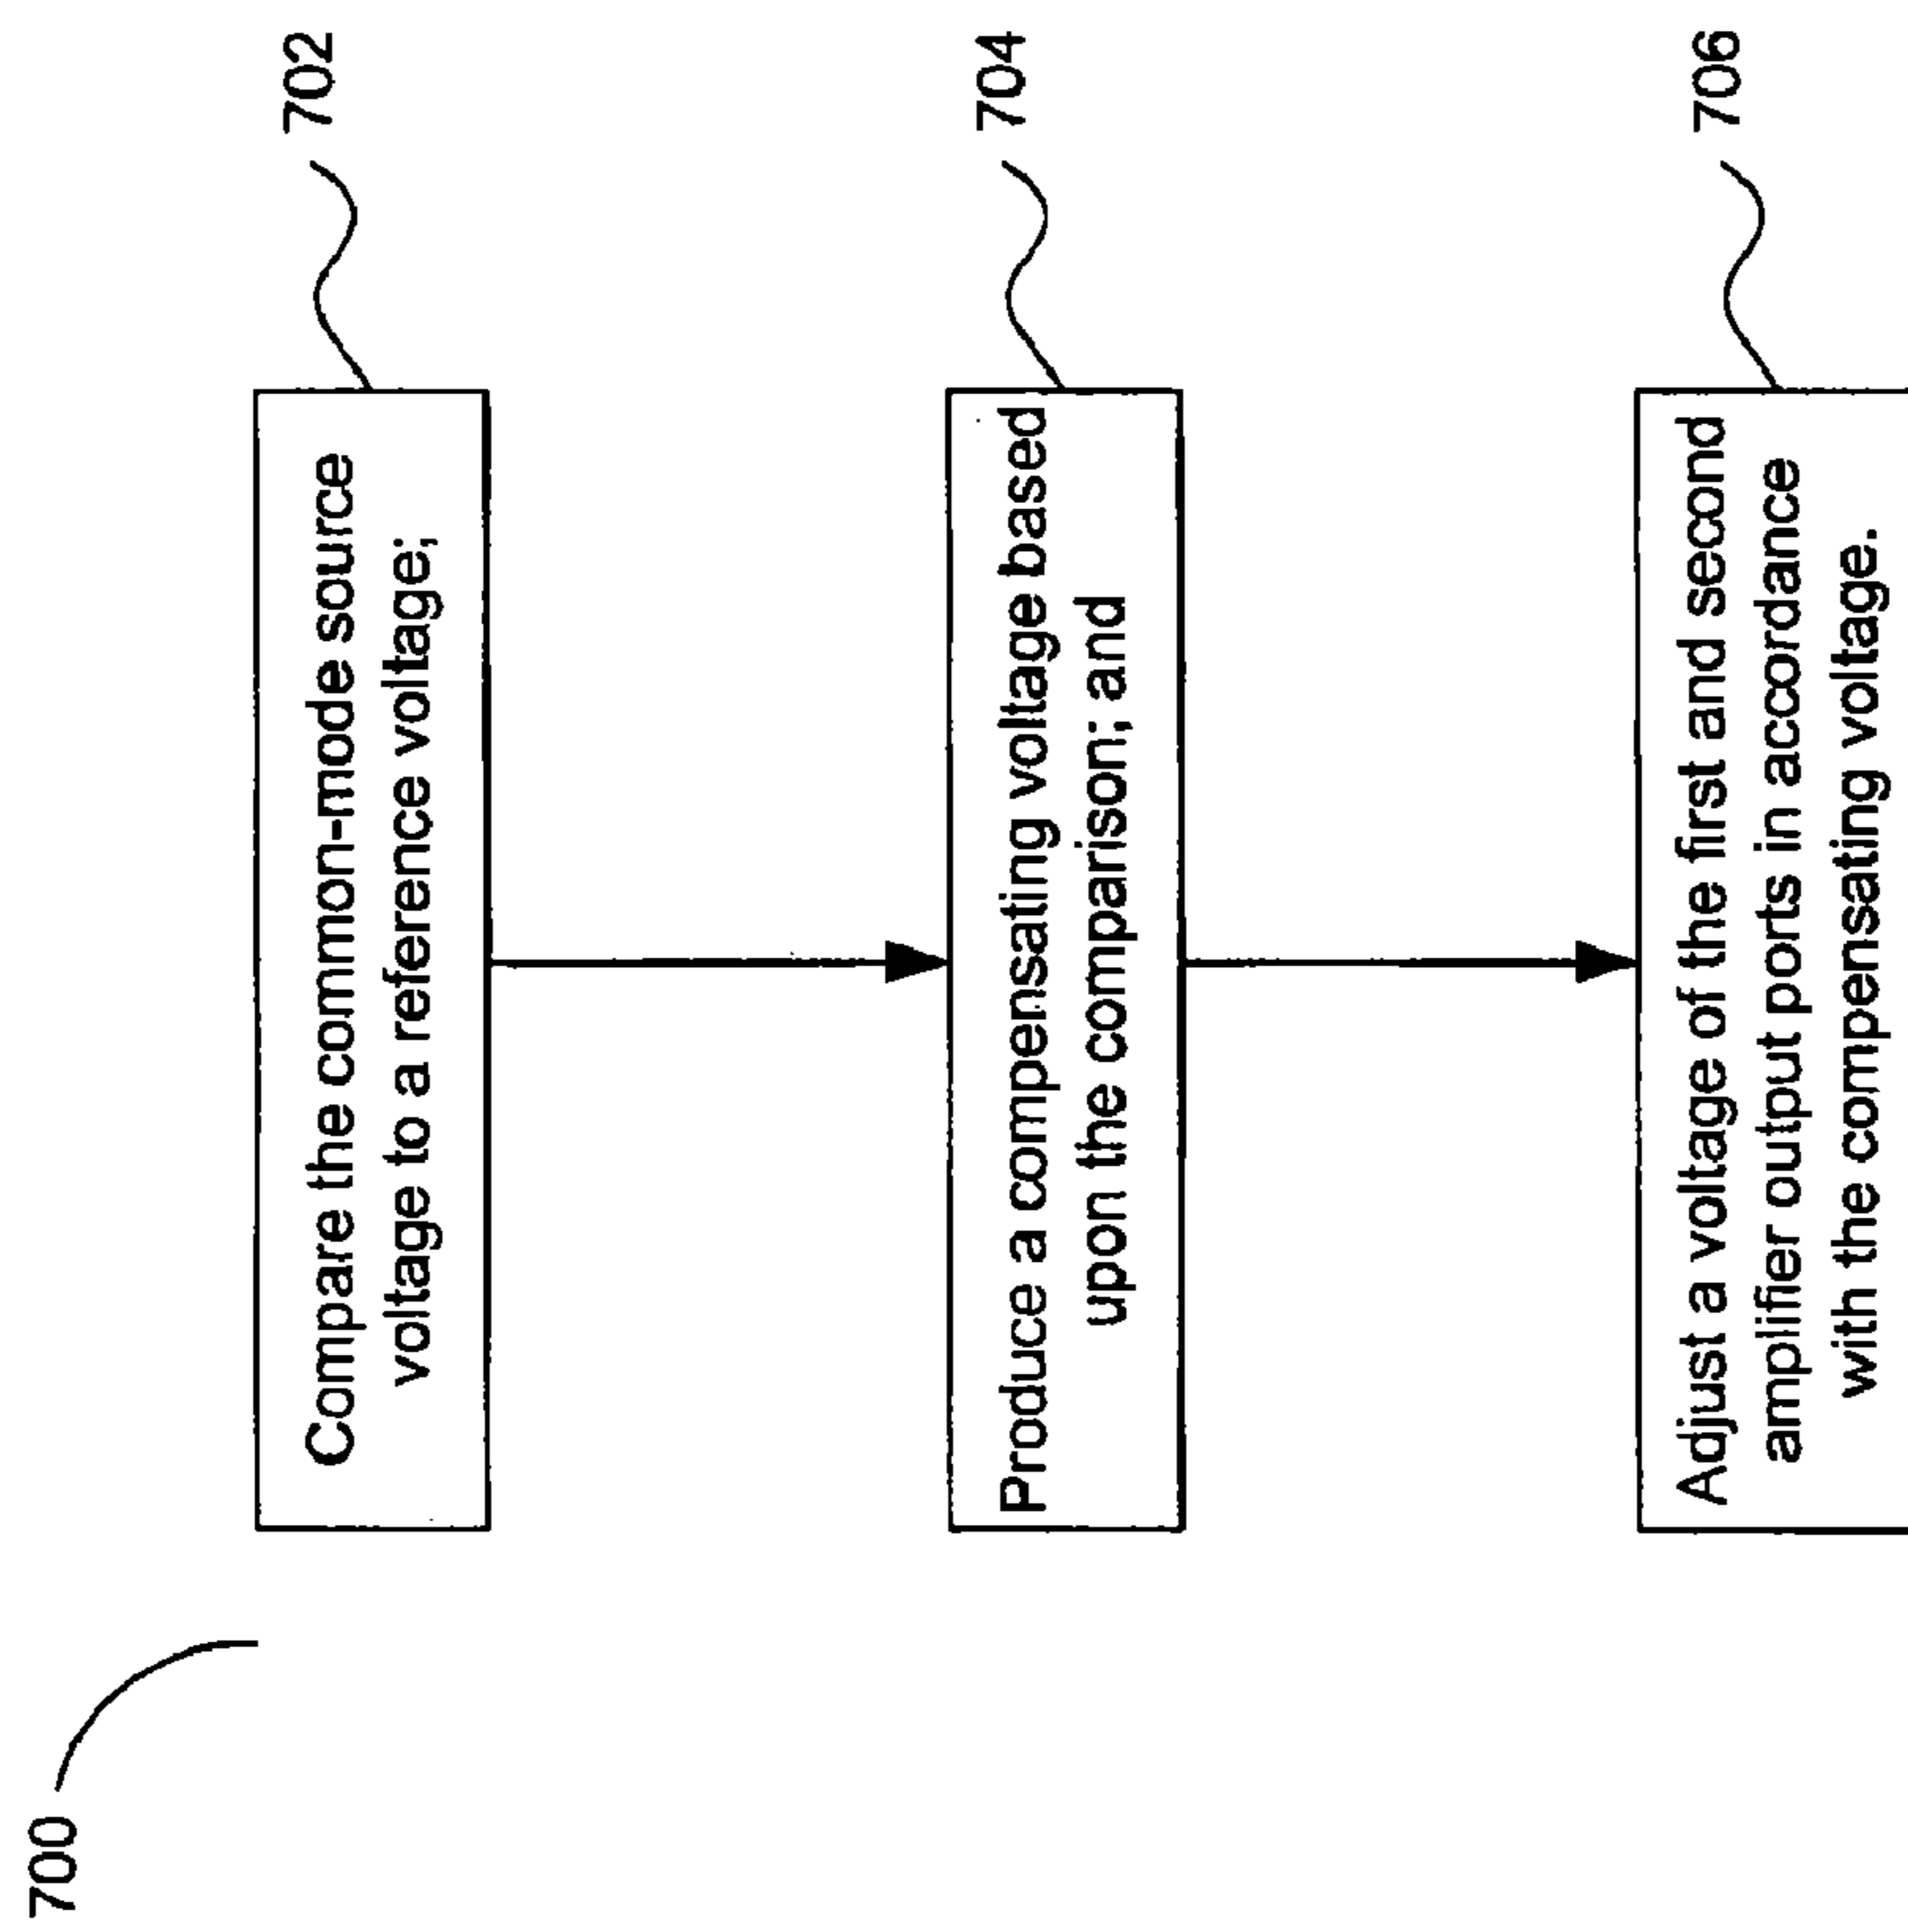 700
Compare the common-mode source
voltage to a reference voltage;
702
Produce a compensating voltage based
upon the comparison; and
704
Adjust a voltage of the first and second
amplifier output ports in accordance
with the compensating voltage.
706